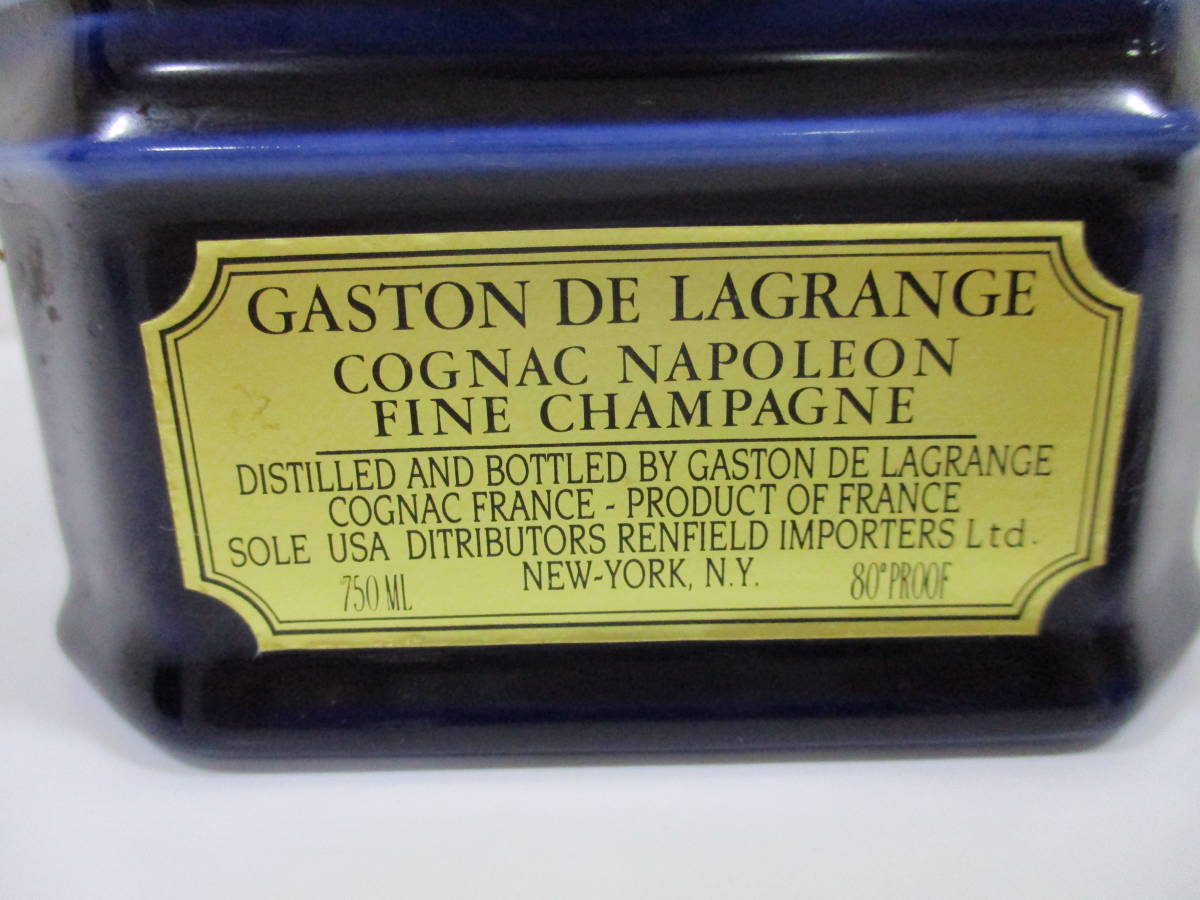 GASTON DE LAGRANGE
COGNAC NAPOLEON
FINE CHAMPAGNE
DISTILLED AND BOTTLED BY GASTON DE LAGRANGE
COGNAC FRANCE - PRODUCT OF FRANCE
SOLE USA DITRIBUTORS RENFIELD IMPORTERS Ltd.
750 ML NEW-YORK, N.Y. 80° PROOF